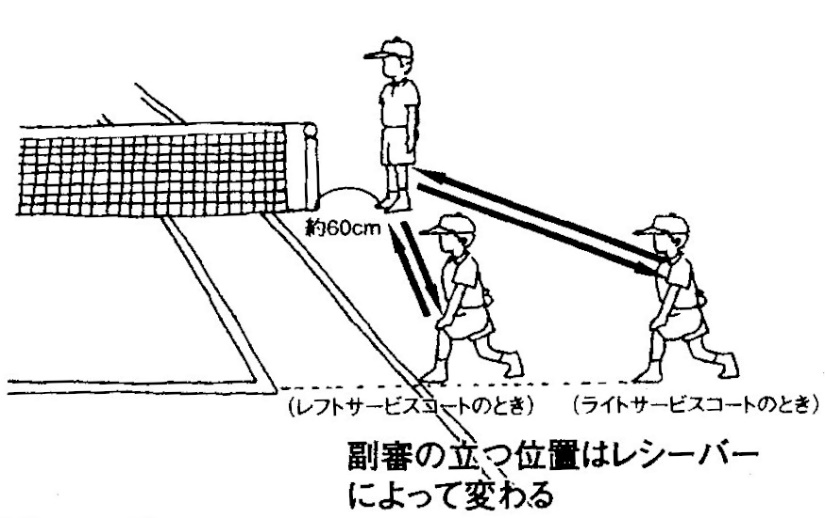 約60cm
(レフトサービスコートのとき)
(ライトサービスコートのとき)
副審の立つ位置はレシーバー
によって変わる